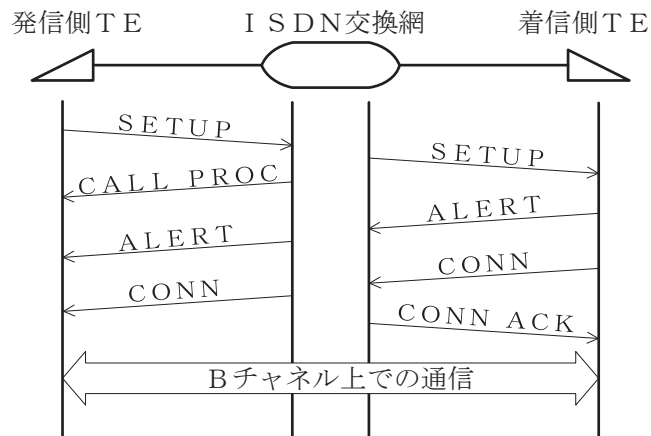 発信側TE
ISDN交換網
着信側TE
SETUP
SETUP
CALL PROC
ALERT
ALERT
CONN
CONN
CONN ACK
Bチャネル上での通信